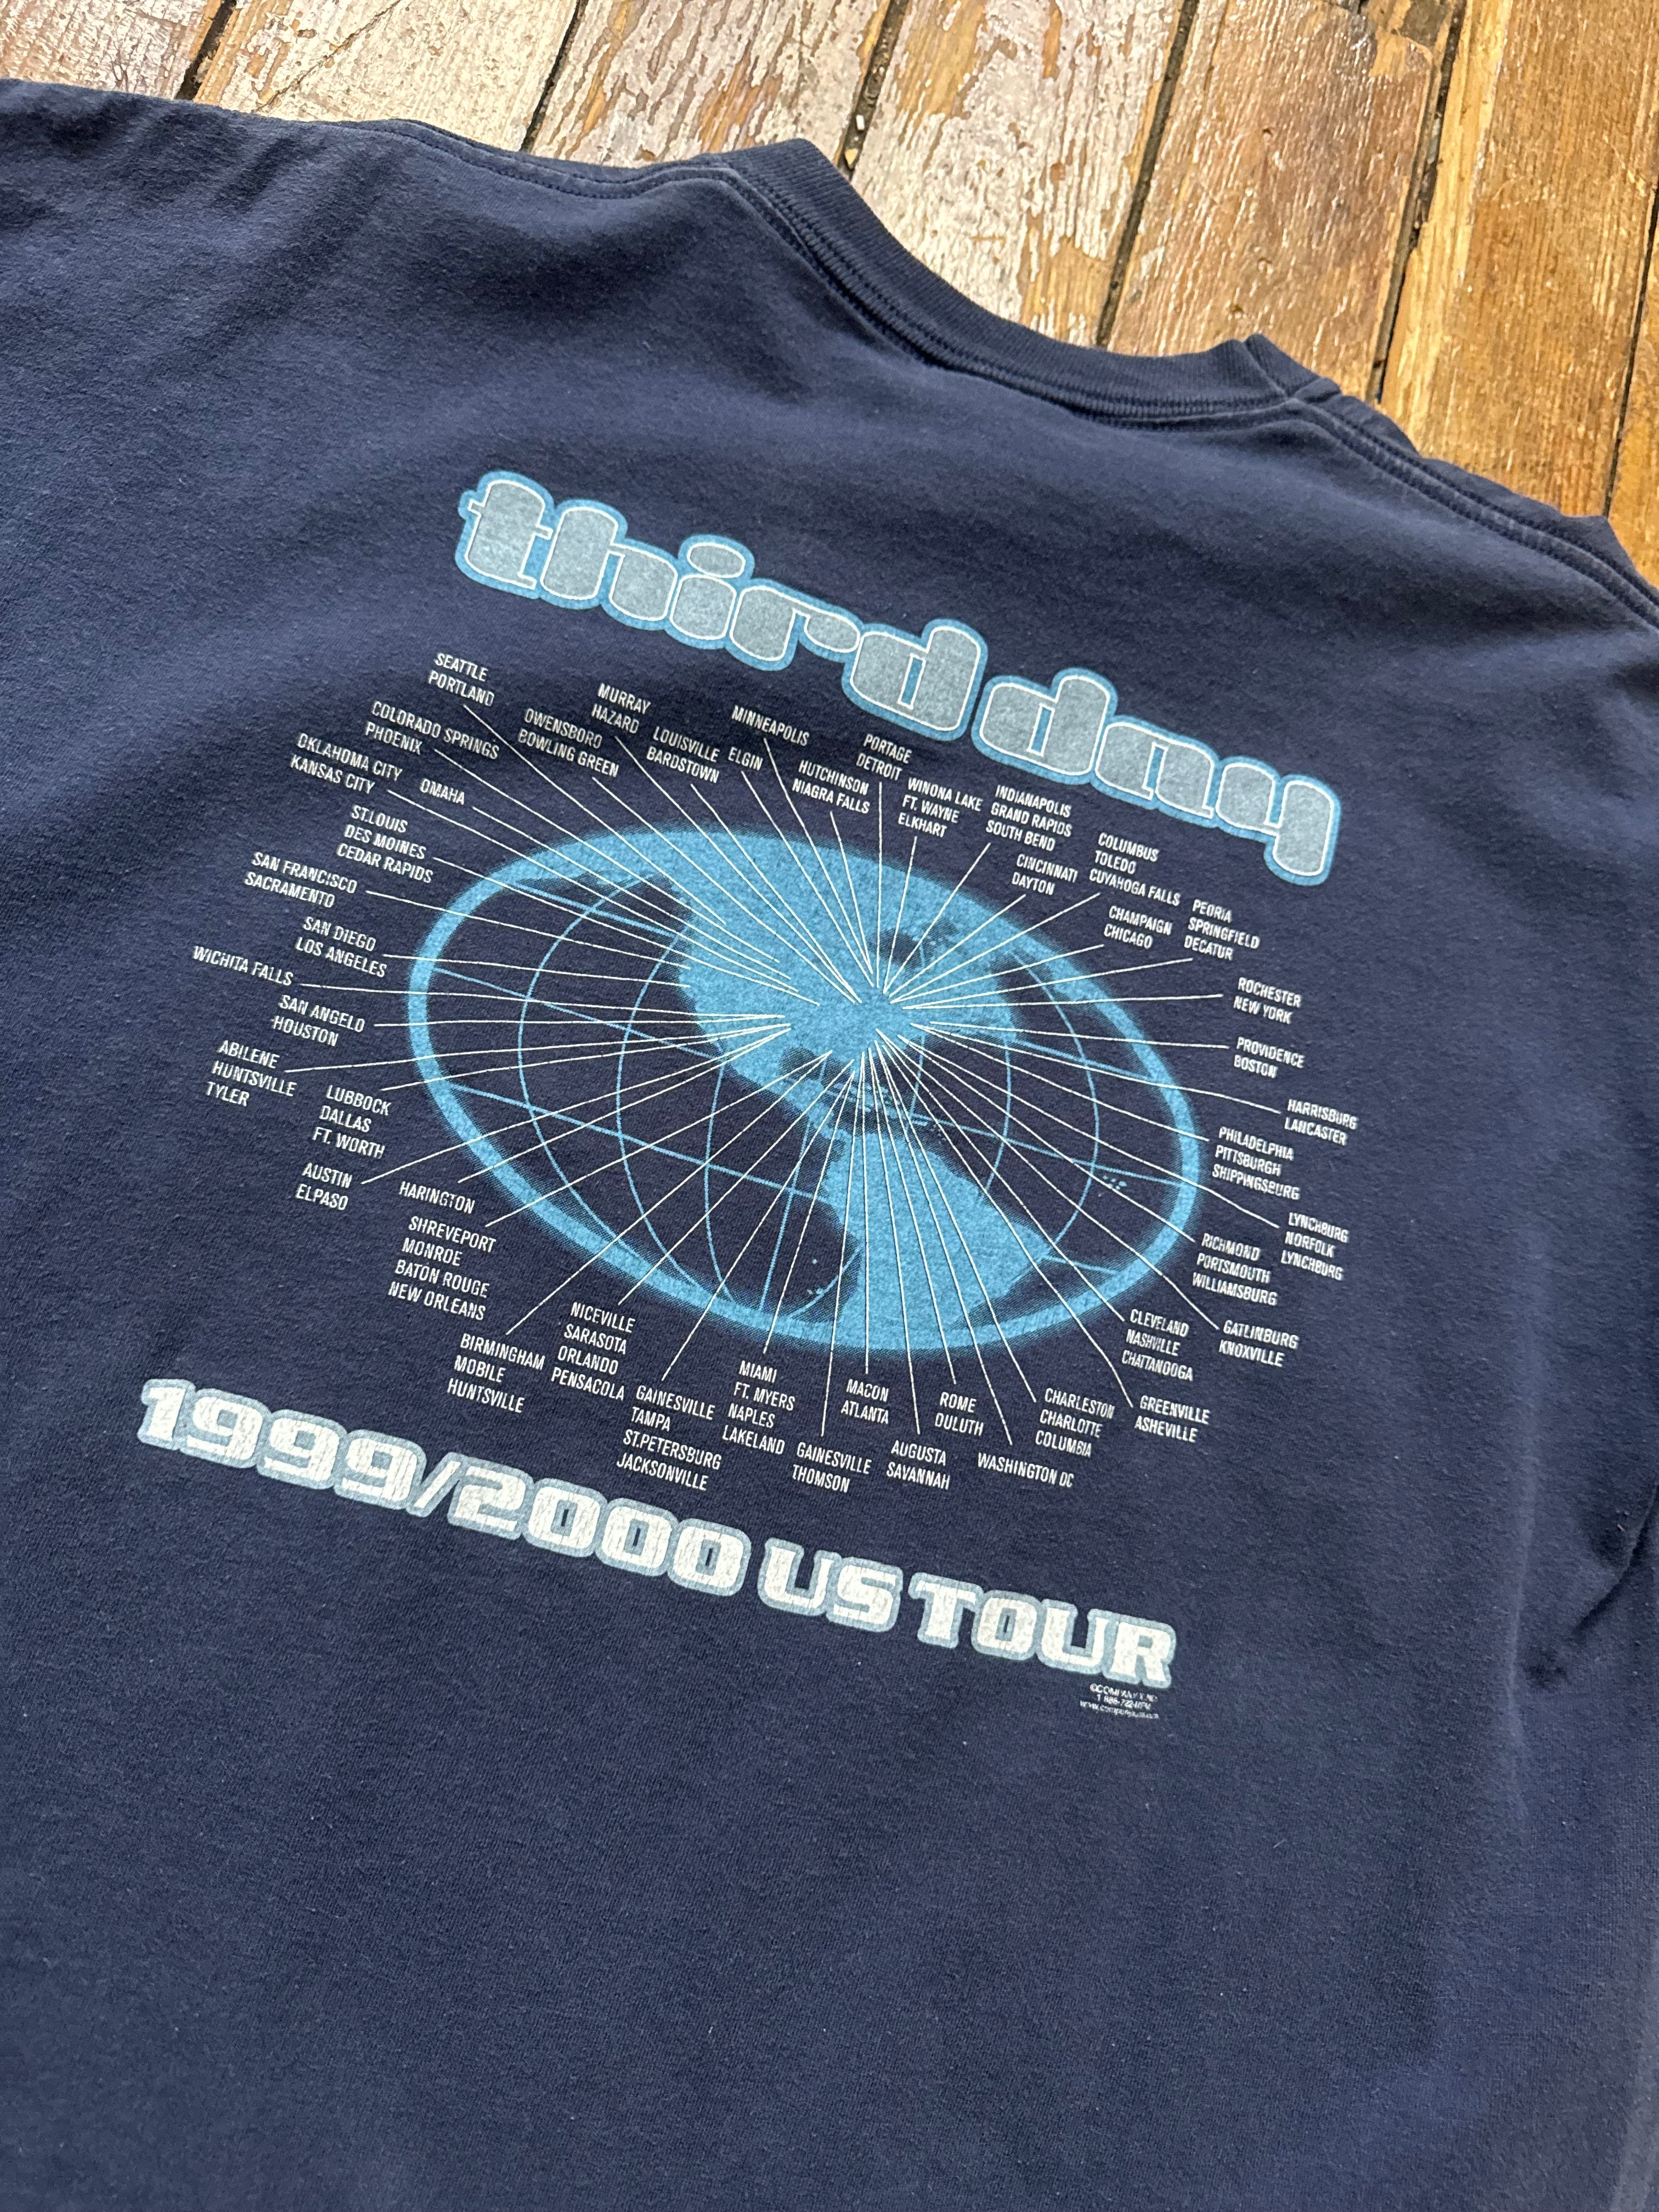 third day
SEATTLE
PORTLAND
COLORADO SPRINGS
PHOENIX
OKLAHOMA CITY
KANSAS CITY
OMAHA
ST.LOUIS
DES MOINES
CEDAR RAPIDS
SAN FRANCISCO
SACRAMENTO
SAN DIEGO
LOS ANGELES
WICHITA FALLS
SAN ANGELO
HOUSTON
ABILENE
HUNTSVILLE
TYLER
LUBBOCK
DALLAS
FT. WORTH
AUSTIN
ELPASO
HARINGTON
SHREVEPORT
MONROE
BATON ROUGE
NEW ORLEANS
BIRMINGHAM
MOBILE
HUNTSVILLE
NICEVILLE
SARASOTA
ORLANDO
PENSACOLA
GAINESVILLE
TAMPA
ST.PETERSBURG
JACKSONVILLE
MIAMI
FT. MYERS
NAPLES
LAKELAND
GAINESVILLE
THOMSON
MACON
ATLANTA
AUGUSTA
SAVANNAH
ROME
DULUTH
WASHINGTON DC
CHARLESTON
CHARLOTTE
COLUMBIA
GREENVILLE
ASHEVILLE
CLEVELAND
NASHVILLE
CHATTANOOGA
GATLINBURG
KNOXVILLE
RICHMOND
PORTSMOUTH
WILLIAMSBURG
LYNCHBURG
NORFOLK
LYNCHBURG
PHILADELPHIA
PITTSBURGH
SHIPPINGSBURG
HARRISBURG
LANCASTER
PROVIDENCE
BOSTON
ROCHESTER
NEW YORK
PEORIA
SPRINGFIELD
DECATUR
CHAMPAIGN
CHICAGO
COLUMBUS
TOLEDO
CUYAHOGA FALLS
CINCINNATI
DAYTON
INDIANAPOLIS
GRAND RAPIDS
SOUTH BEND
WINONA LAKE
FT. WAYNE
ELKHART
PORTAGE
DETROIT
HUTCHINSON
NIAGRA FALLS
MINNEAPOLIS
ELGIN
LOUISVILLE
BARDSTOWN
MURRAY
HAZARD
OWENSBORO
BOWLING GREEN
1999/2000 US TOUR